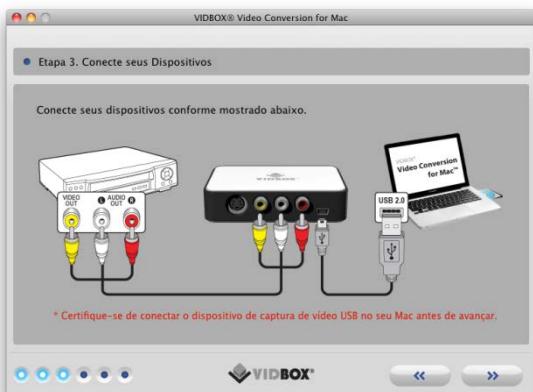 VIDBOX® Video Conversion for Mac
Etapa 3. Conecte seus Dispositivos
Conecte seus dispositivos conforme mostrado abaixo.
VIDEO OUT
L AUDIO OUT R
VIDBOX
VIDBOX®
Video Conversion
for Mac™
USB 2.0
* Certifique-se de conectar o dispositivo de captura de vídeo USB no seu Mac antes de avançar.
VIDBOX®
<< >>